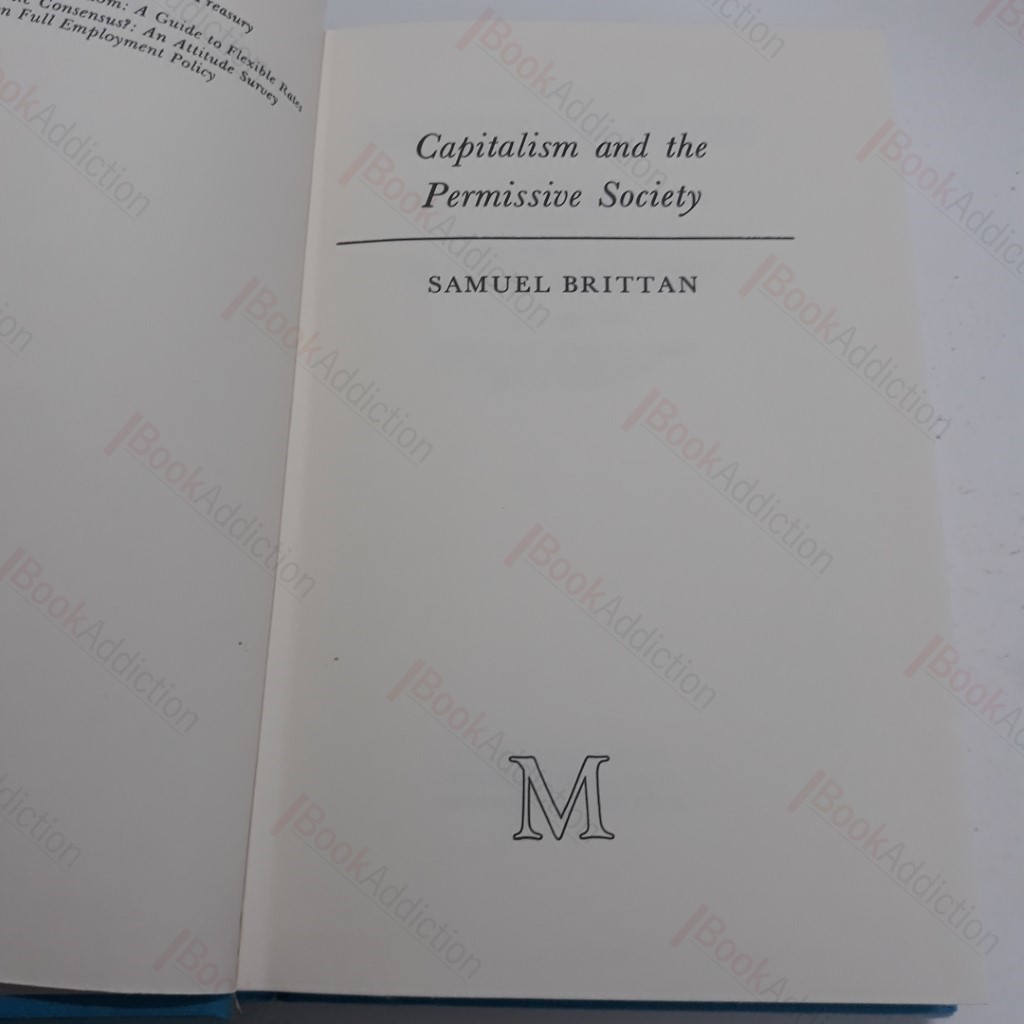 Treasury
: A Guide to Flexible Rates
Consensus?: An Attitude Survey
Full Employment Policy
Capitalism and the
Permissive Society
SAMUEL BRITTAN
M
BookAddiction